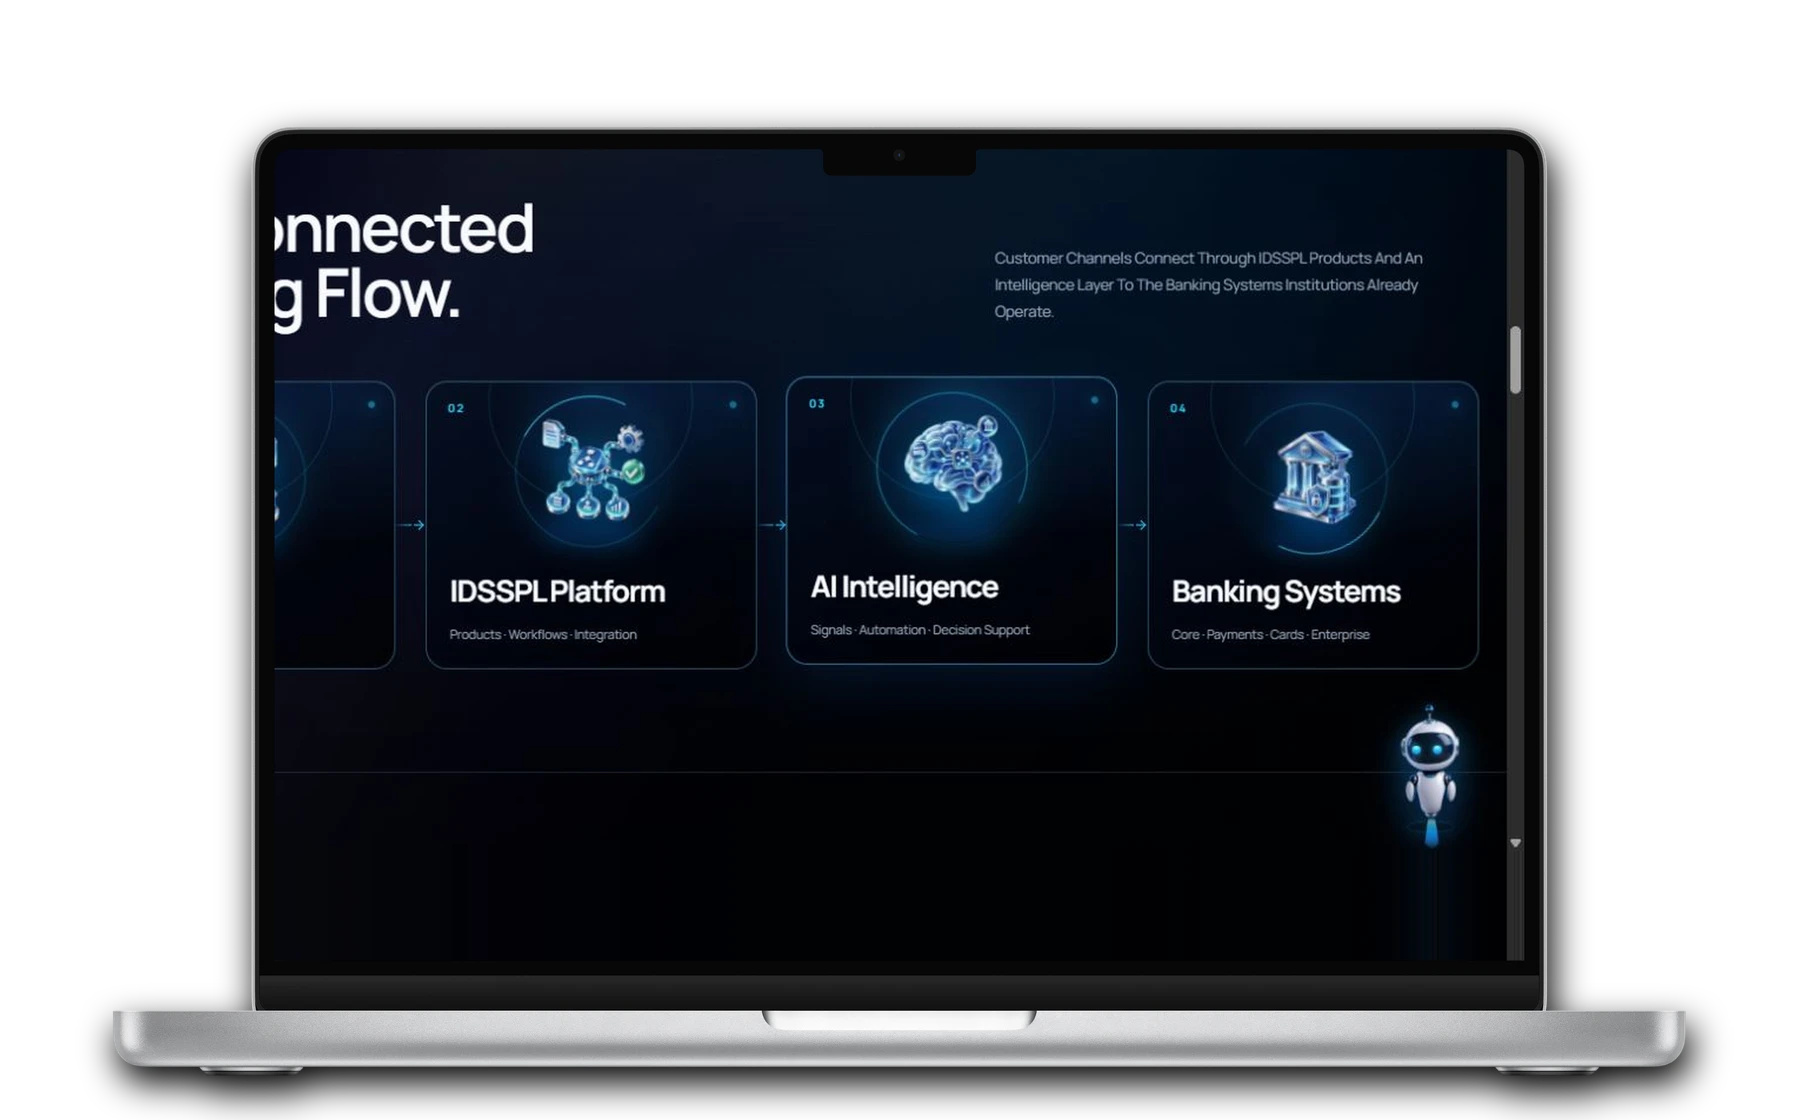 onnected
g Flow.
Customer Channels Connect Through IDSSPL Products And An
Intelligence Layer To The Banking Systems Institutions Already
Operate.
02
IDSSPL Platform
Products · Workflows · Integration
03
AI Intelligence
Signals · Automation · Decision Support
04
Banking Systems
Core · Payments · Cards · Enterprise